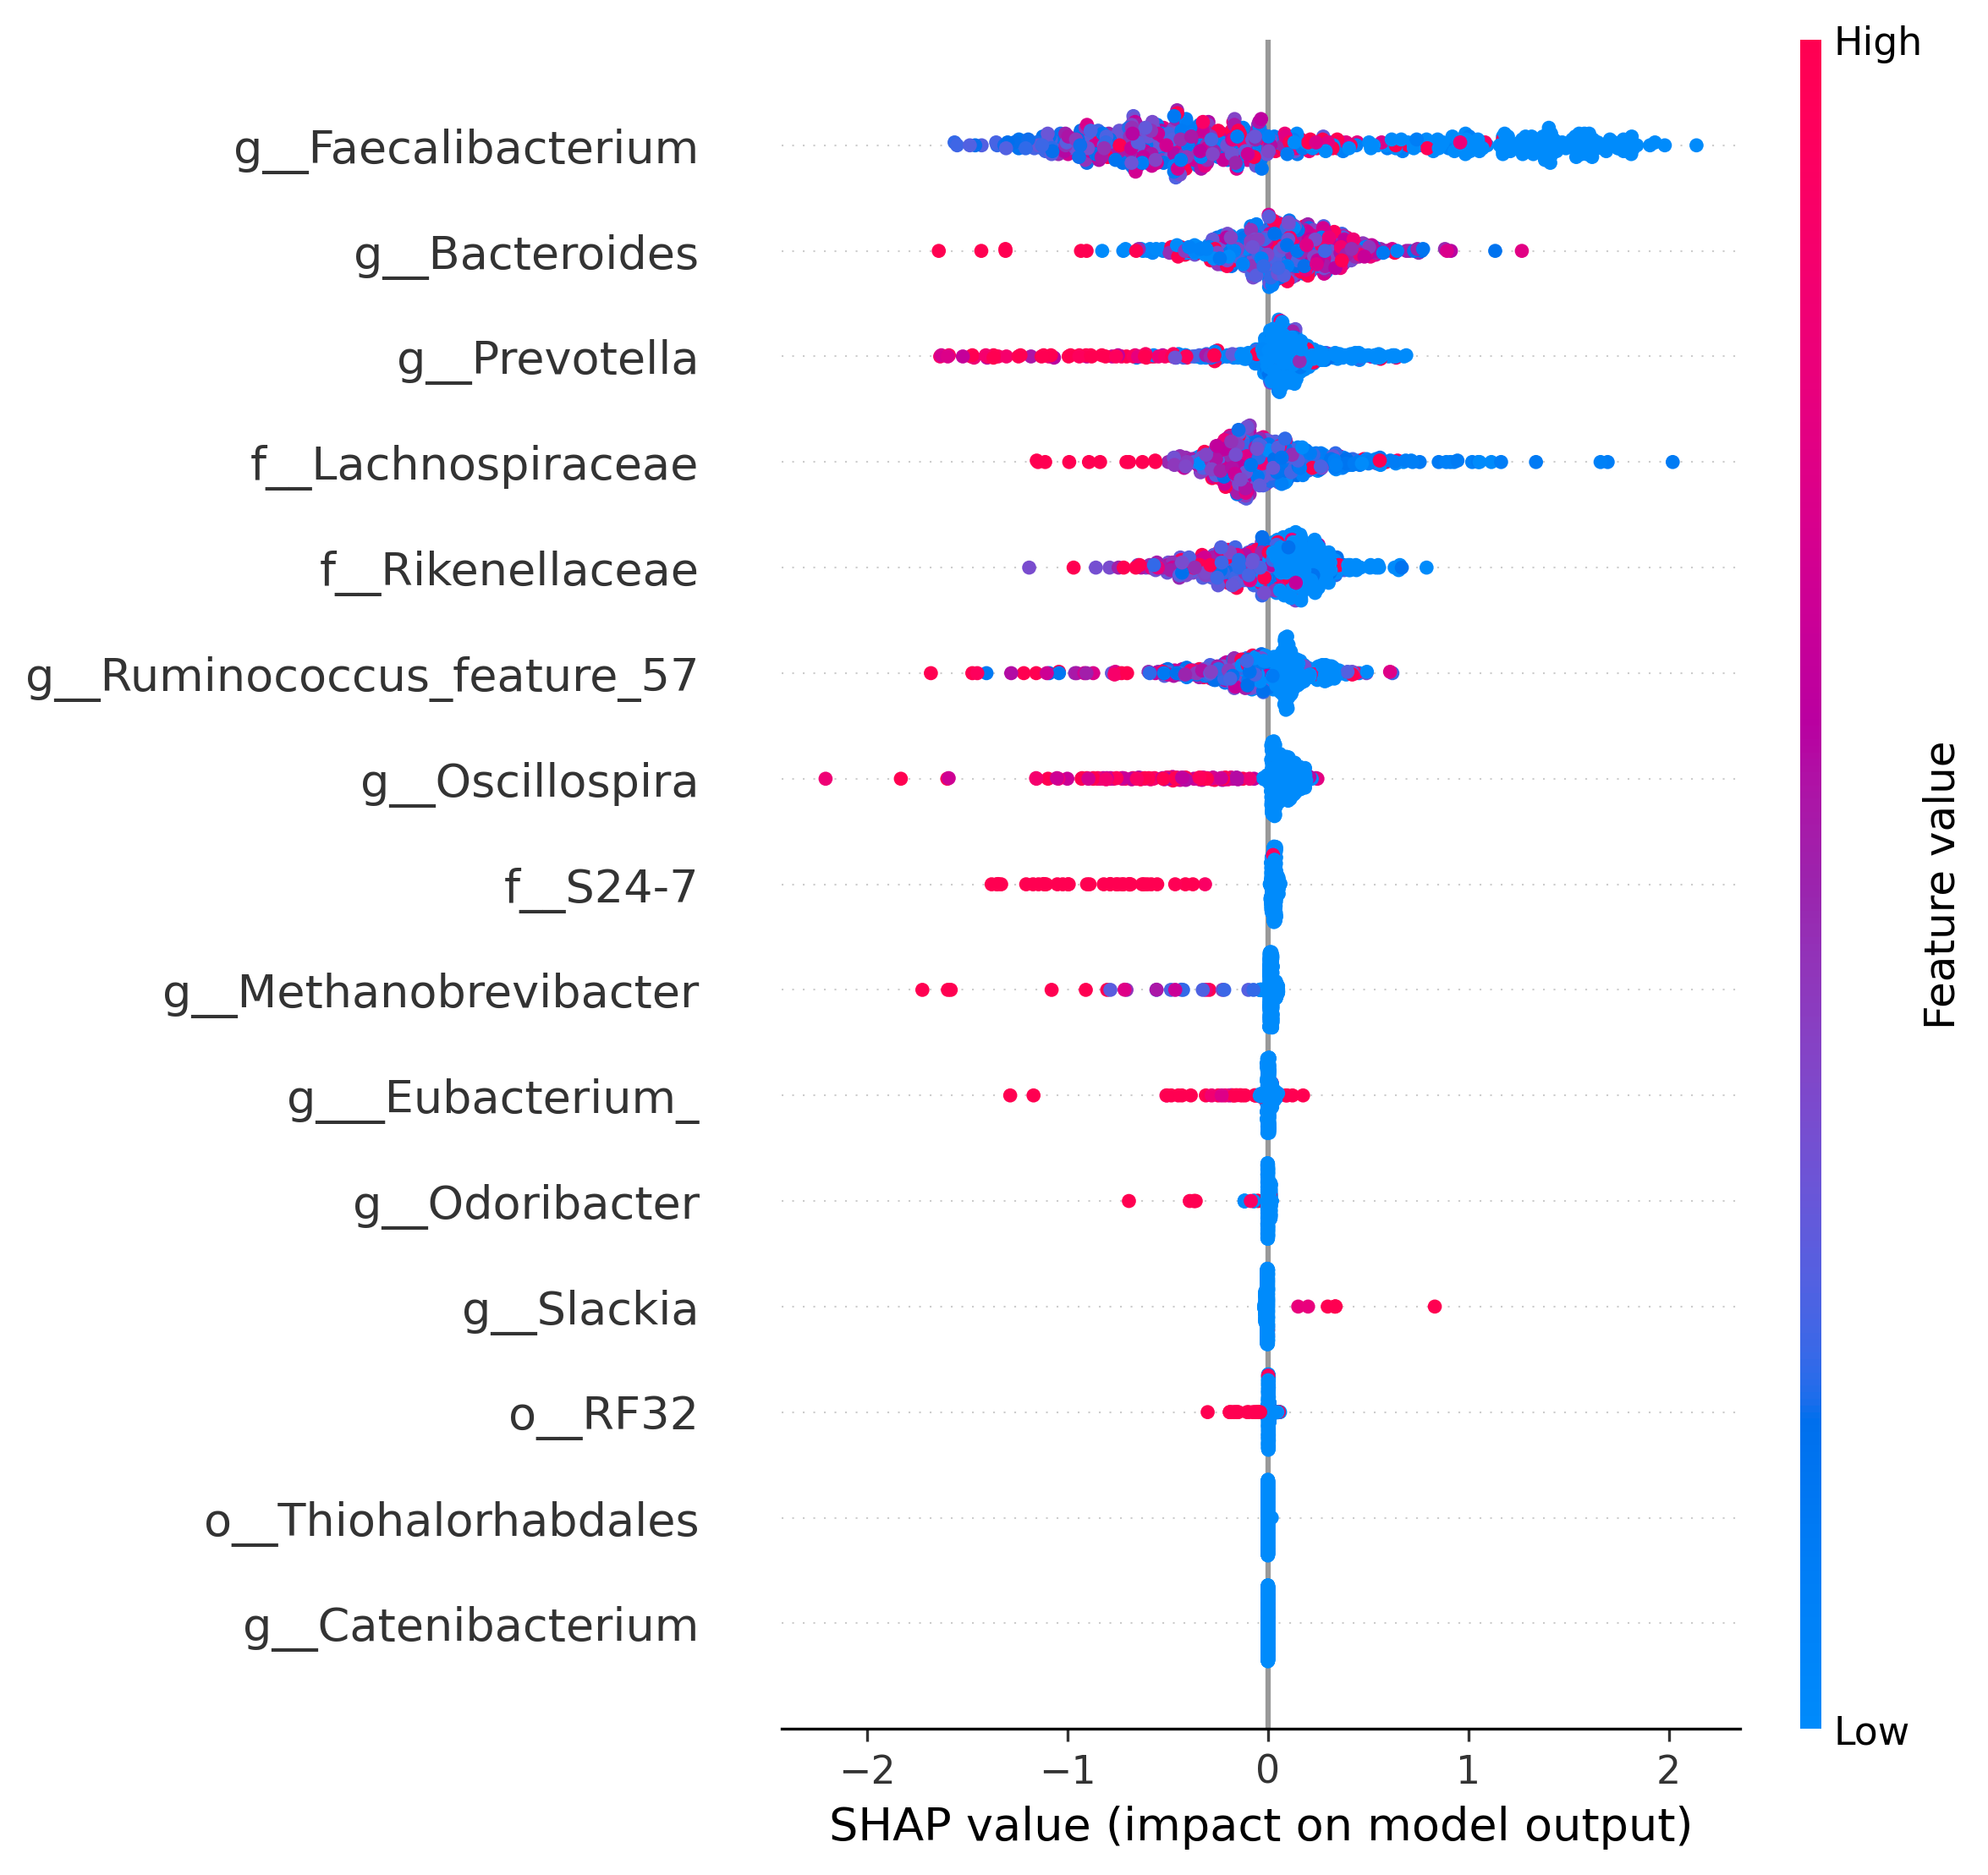 High
g__Faecalibacterium
g__Bacteroides
g__Prevotella
f__Lachnospiraceae
f__Rikenellaceae
g__Ruminococcus_feature_57
g__Oscillospira
f__S24-7
g__Methanobrevibacter
g___Eubacterium_
g__Odoribacter
g__Slackia
o__RF32
o__Thiohalorhabdales
g__Catenibacterium
Feature value
Low
−2 −1 0 1 2
SHAP value (impact on model output)